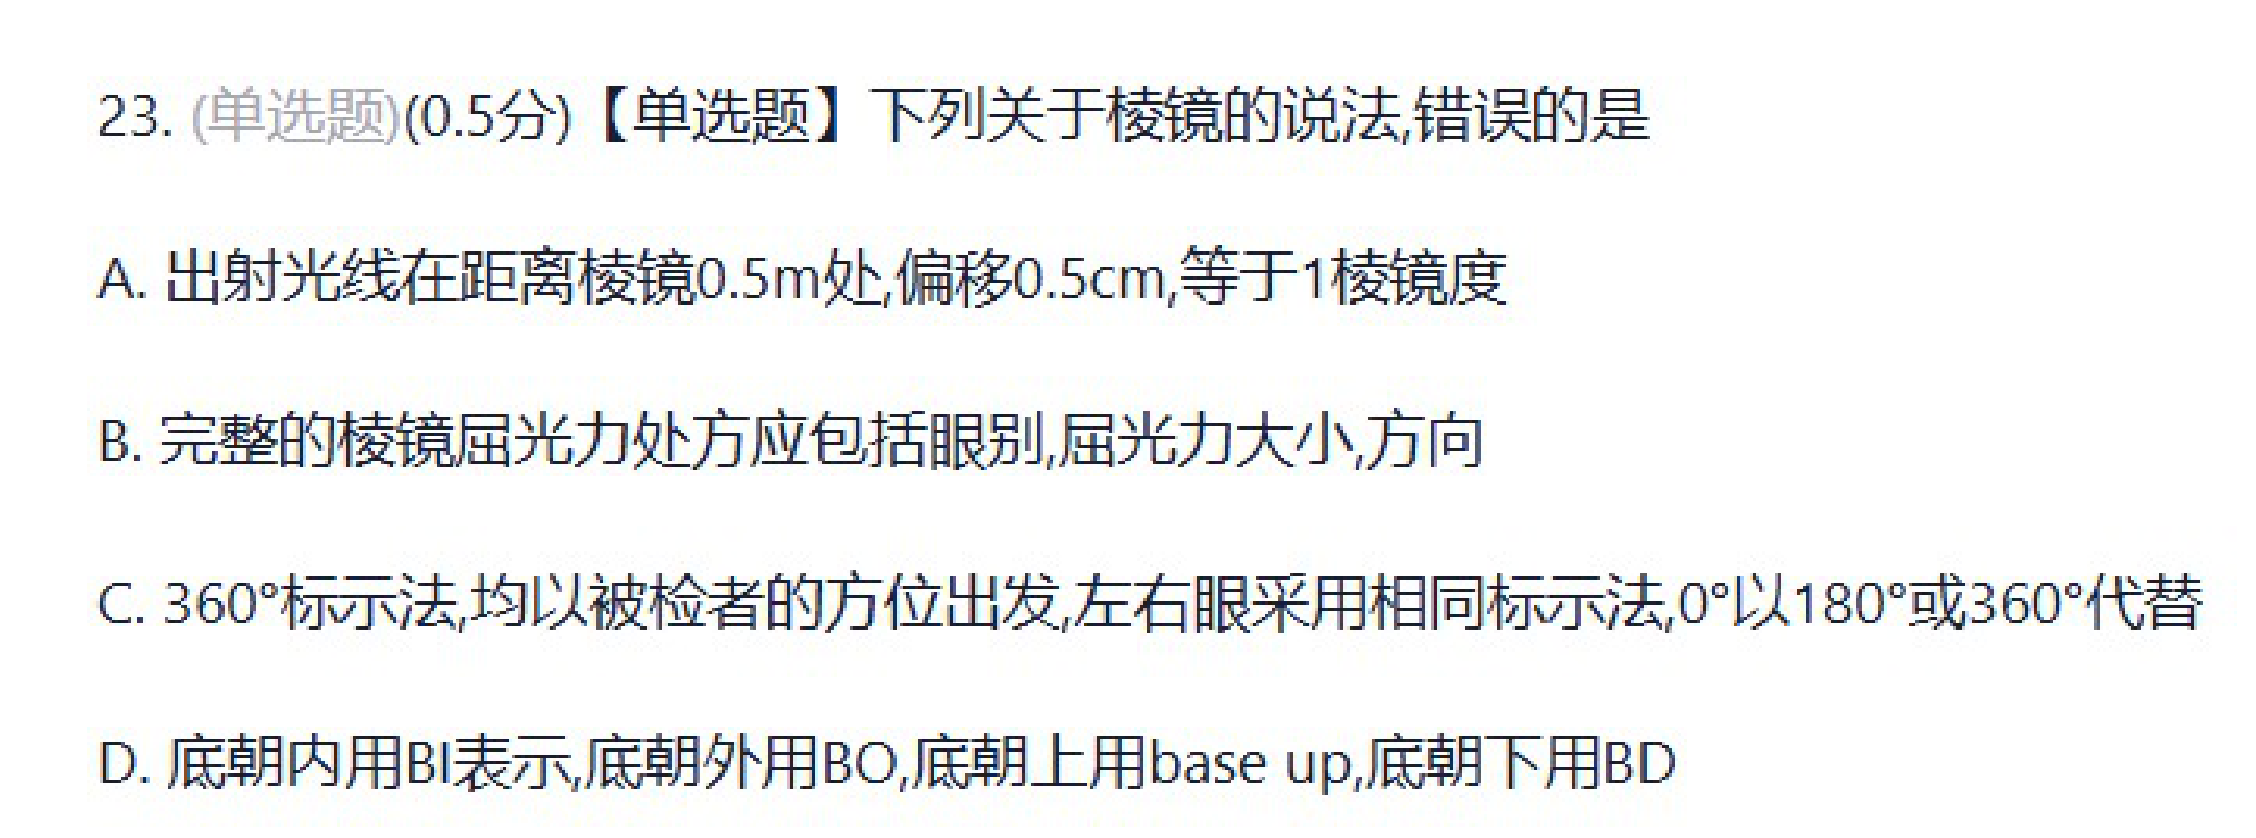 23. (单选题)(0.5分)【单选题】下列关于棱镜的说法,错误的是
A. 出射光线在距离棱镜0.5m处,偏移0.5cm,等于1棱镜度
B. 完整的棱镜屈光力处方应包括眼别,屈光力大小,方向
C. 360°标示法,均以被检者的方位出发,左右眼采用相同标示法,0°以180°或360°代替
D. 底朝内用BI表示,底朝外用BO,底朝上用base up,底朝下用BD